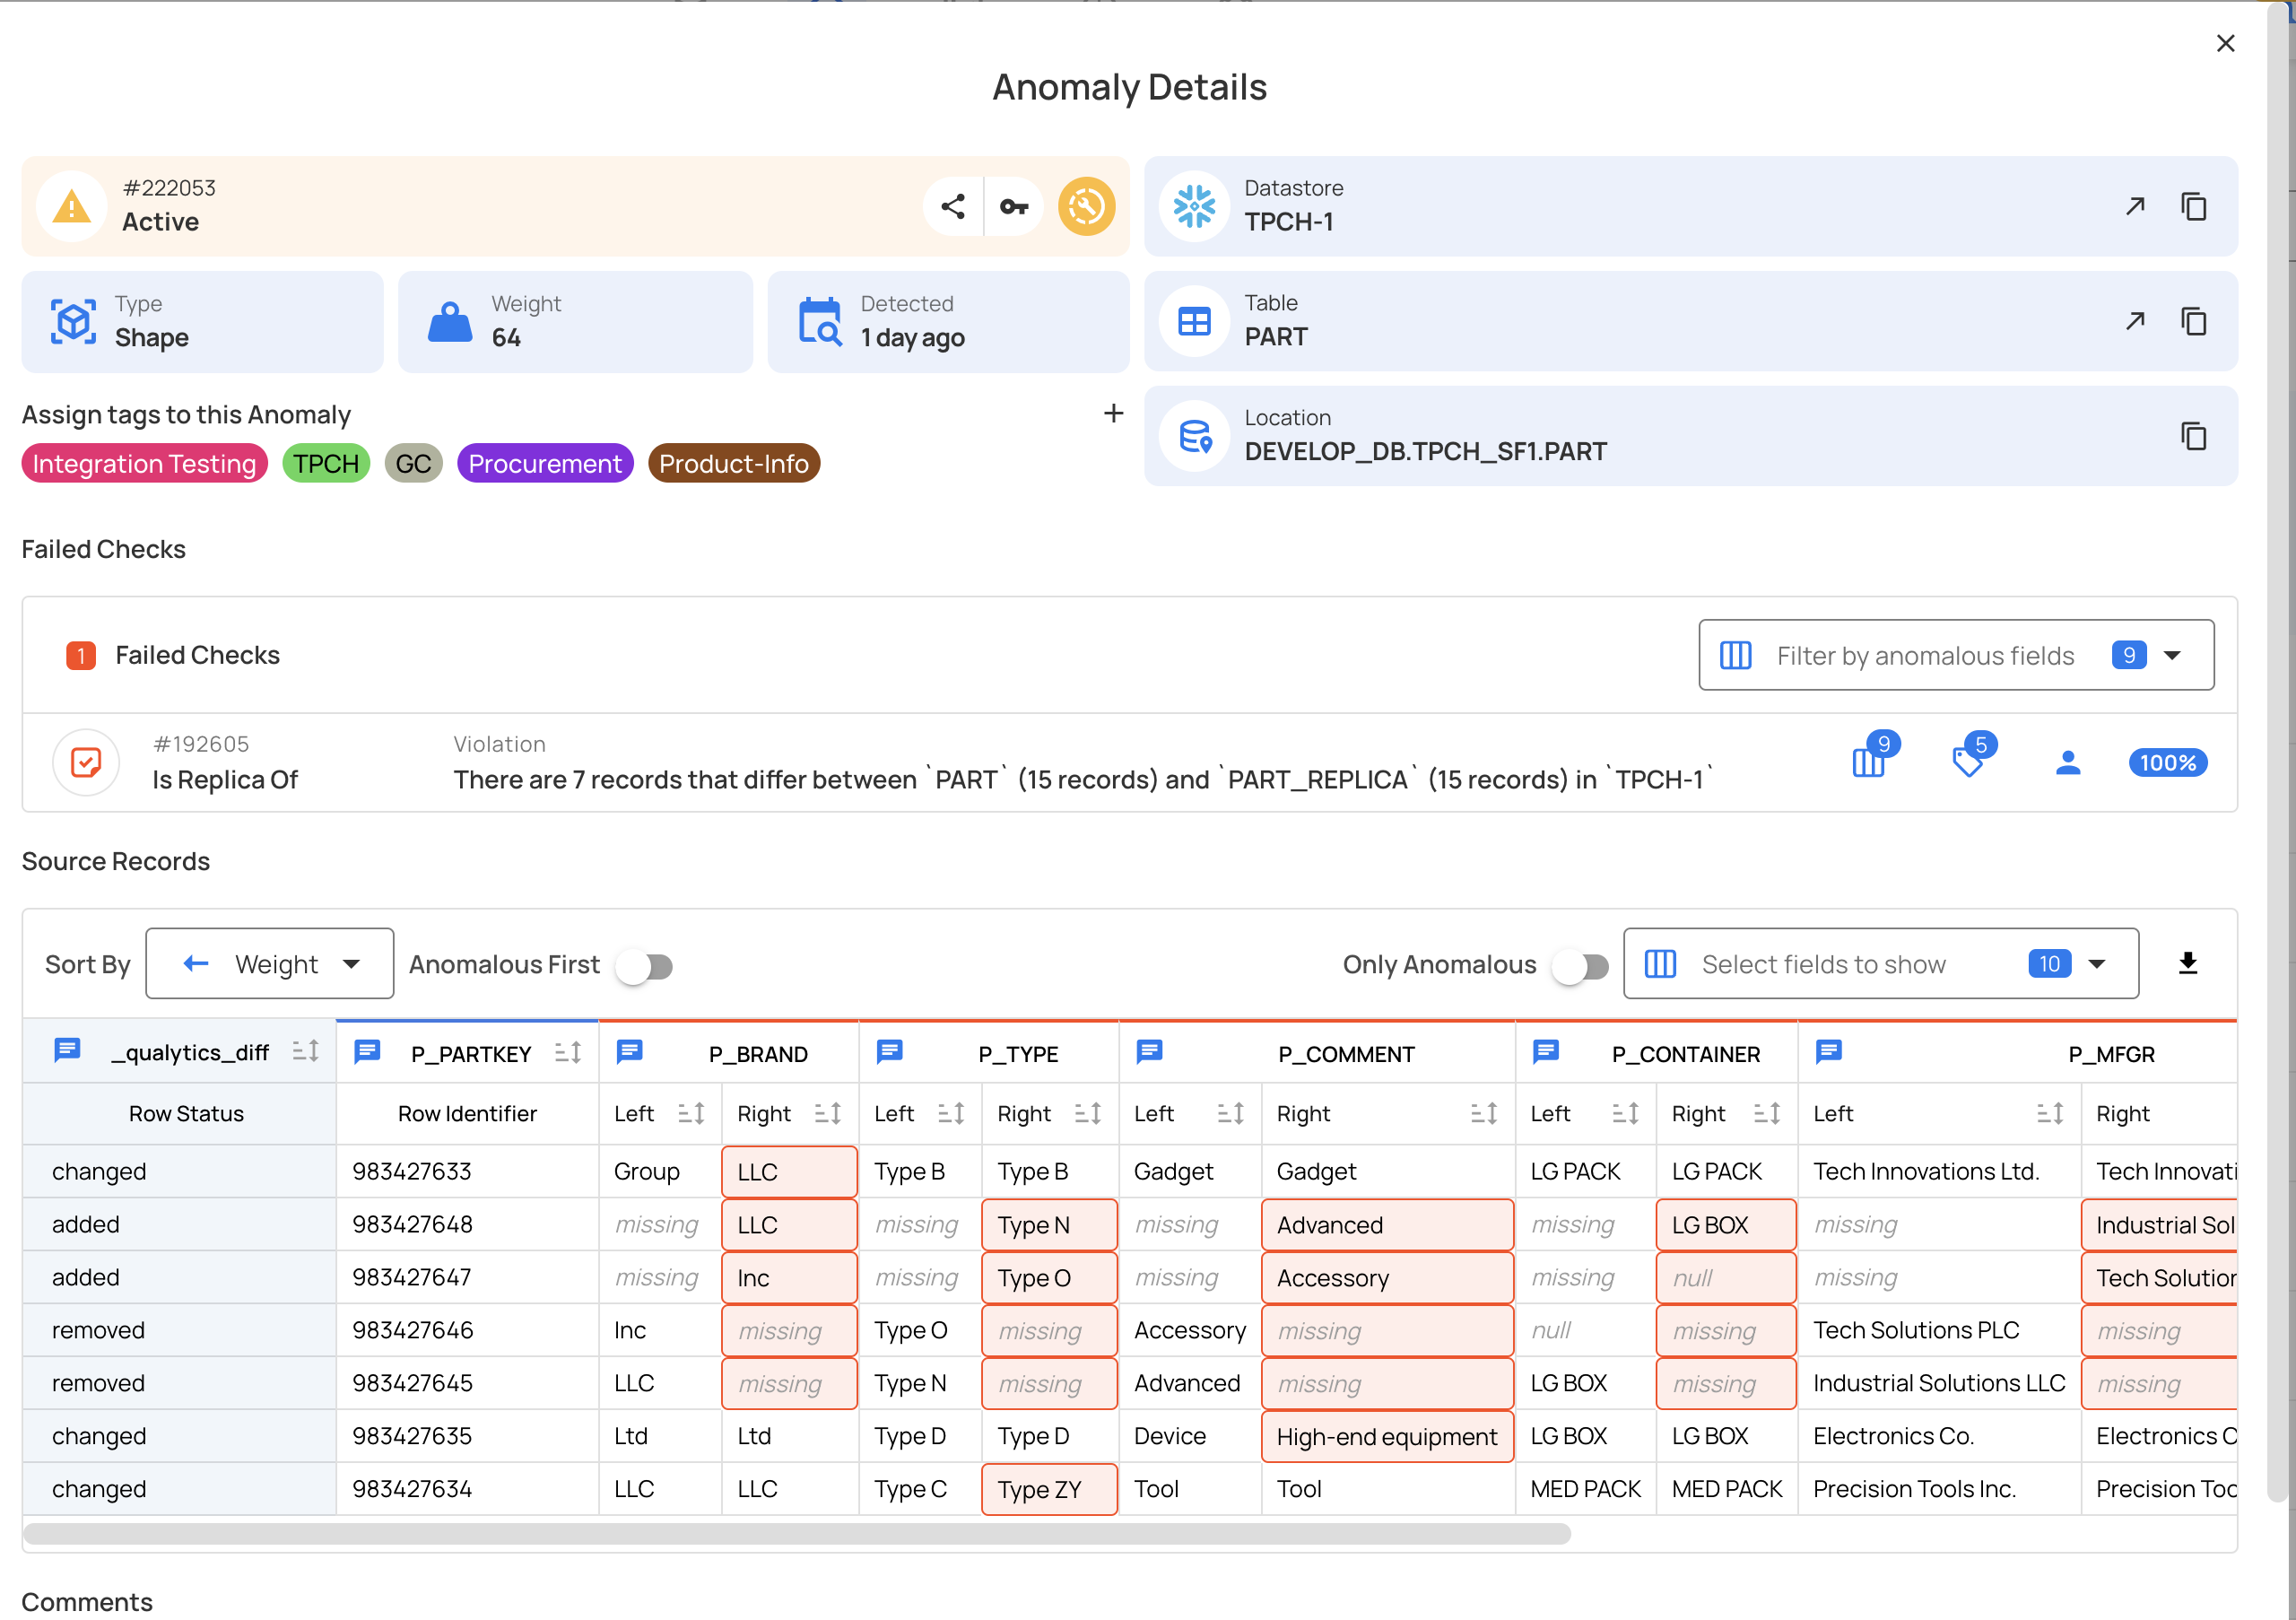 Anomaly Details
#222053
Active
Datastore
TPCH-1
Type
Shape
Weight
64
Detected
1 day ago
Table
PART
Assign tags to this Anomaly
Integration Testing TPCH GC Procurement Product-Info
Location
DEVELOP_DB.TPCH_SF1.PART
Failed Checks
1 Failed Checks
Filter by anomalous fields 9
#192605
Is Replica Of
Violation
There are 7 records that differ between `PART` (15 records) and `PART_REPLICA` (15 records) in `TPCH-1`
9
5
100%
Source Records
Sort By Weight Anomalous First Only Anomalous Select fields to show 10
_qualytics_diff P_PARTKEY P_BRAND P_TYPE P_COMMENT P_CONTAINER P_MFGR
Row Status Row Identifier Left Right Left Right Left Right Left Right Left Right
changed 983427633 Group LLC Type B Type B Gadget Gadget LG PACK LG PACK Tech Innovations Ltd. Tech Innovati
added 983427648 missing LLC missing Type N missing Advanced missing LG BOX missing Industrial Sol
added 983427647 missing Inc missing Type O missing Accessory missing null missing Tech Solution
removed 983427646 Inc missing Type O missing Accessory missing null missing Tech Solutions PLC missing
removed 983427645 LLC missing Type N missing Advanced missing LG BOX missing Industrial Solutions LLC missing
changed 983427635 Ltd Ltd Type D Type D Device High-end equipment LG BOX LG BOX Electronics Co. Electronics C
changed 983427634 LLC LLC Type C Type ZY Tool Tool MED PACK MED PACK Precision Tools Inc. Precision Too
Comments